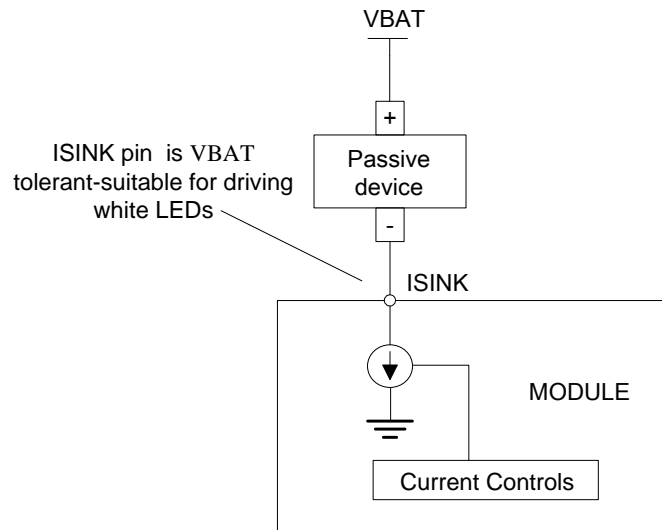 VBAT
+
ISINK pin is VBAT
tolerant-suitable for driving
white LEDs
Passive
device
-
ISINK
MODULE
Current Controls